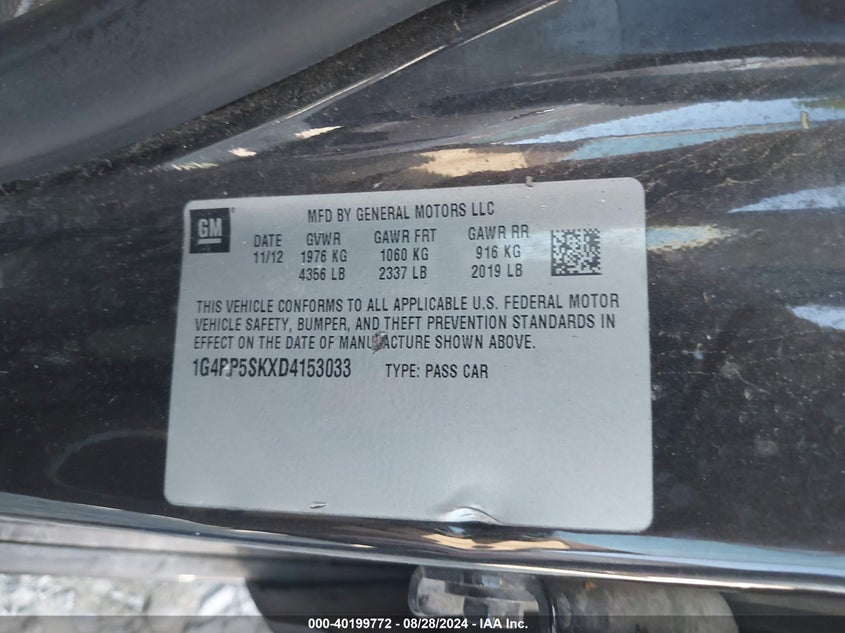 GM
MFD BY GENERAL MOTORS LLC
DATE GVWR GAWR FRT GAWR RR
11/12 1976 KG 1060 KG 916 KG
4356 LB 2337 LB 2019 LB
THIS VEHICLE CONFORMS TO ALL APPLICABLE U.S. FEDERAL MOTOR
VEHICLE SAFETY, BUMPER, AND THEFT PREVENTION STANDARDS IN
EFFECT ON THE DATE OF MANUFACTURE SHOWN ABOVE.
1G4PP5SKXD4153033 TYPE: PASS CAR
000-40199772 - 08/28/2024 - IAA Inc.